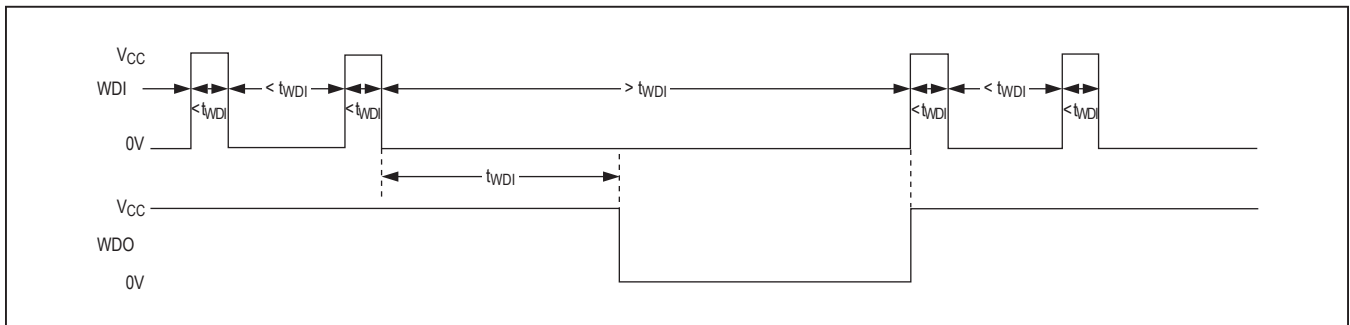 VCC
WDI
< tWDI
< tWDI
< tWDI
> tWDI
< tWDI
< tWDI
< tWDI
0V
tWDI
VCC
WDO
0V